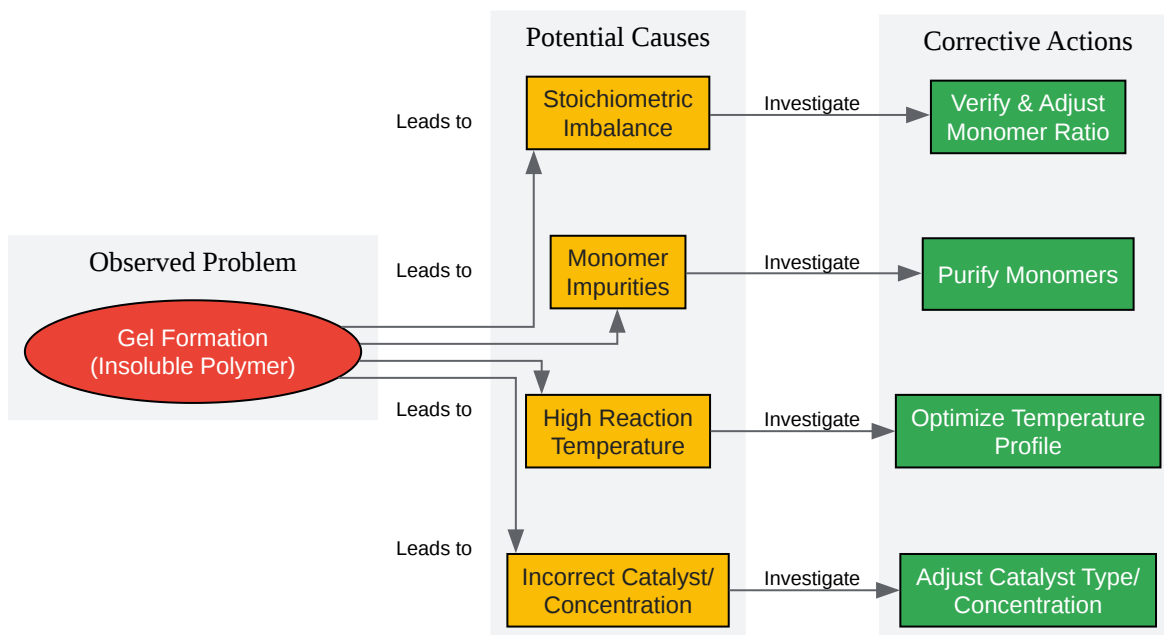 Observed Problem
Gel Formation
(Insoluble Polymer)
Leads to
Leads to
Leads to
Leads to
Potential Causes
Stoichiometric
Imbalance
Monomer
Impurities
High Reaction
Temperature
Incorrect Catalyst/
Concentration
Investigate
Investigate
Investigate
Investigate
Corrective Actions
Verify & Adjust
Monomer Ratio
Purify Monomers
Optimize Temperature
Profile
Adjust Catalyst Type/
Concentration